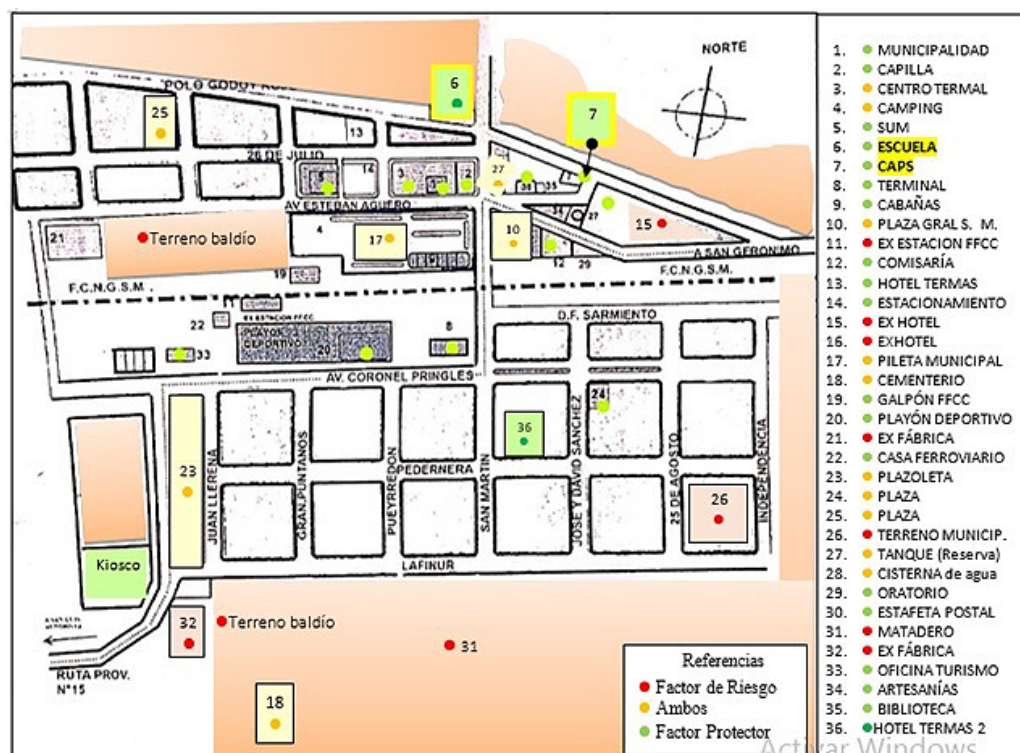 NORTE
POLO GODOY ROJO
6
7
25
13
26 DE JULIO
27
5
14
3
2
36
35
AV ESTEBAN AGUERO
34
27
15
21
Terreno baldío
4
17
10
12
29
A SAN GERONIMO
19
F.C.N.G.S.M.
F.C.N.G.S.M.
22
EX ESTACION FFCC
PLAYON
DEPORTIVO
20
8
D.F. SARMIENTO
33
AV. CORONEL PRINGLES
24
36
23
PEDERNERA
26
JUAN LLERENA
GRAN.PUNTANOS
PUEYRREDON
SAN MARTIN
JOSE Y DAVID SANCHEZ
25 DE AGOSTO
INDEPENDENCIA
Kiosco
LAFINUR
32
Terreno baldío
31
RUTA PROV.
N°15
18
Referencias
Factor de Riesgo
Ambos
Factor Protector
1. MUNICIPALIDAD
2. CAPILLA
3. CENTRO TERMAL
4. CAMPING
5. SUM
6. ESCUELA
7. CAPS
8. TERMINAL
9. CABAÑAS
10. PLAZA GRAL S. M.
11. EX ESTACION FFCC
12. COMISARÍA
13. HOTEL TERMAS
14. ESTACIONAMIENTO
15. EX HOTEL
16. EXHOTEL
17. PILETA MUNICIPAL
18. CEMENTERIO
19. GALPÓN FFCC
20. PLAYÓN DEPORTIVO
21. EX FÁBRICA
22. CASA FERROVIARIO
23. PLAZOLETA
24. PLAZA
25. PLAZA
26. TERRENO MUNICIP.
27. TANQUE (Reserva)
28. CISTERNA de agua
29. ORATORIO
30. ESTAFETA POSTAL
31. MATADERO
32. EX FÁBRICA
33. OFICINA TURISMO
34. ARTESANÍAS
35. BIBLIOTECA
36. HOTEL TERMAS 2
Activar Windows